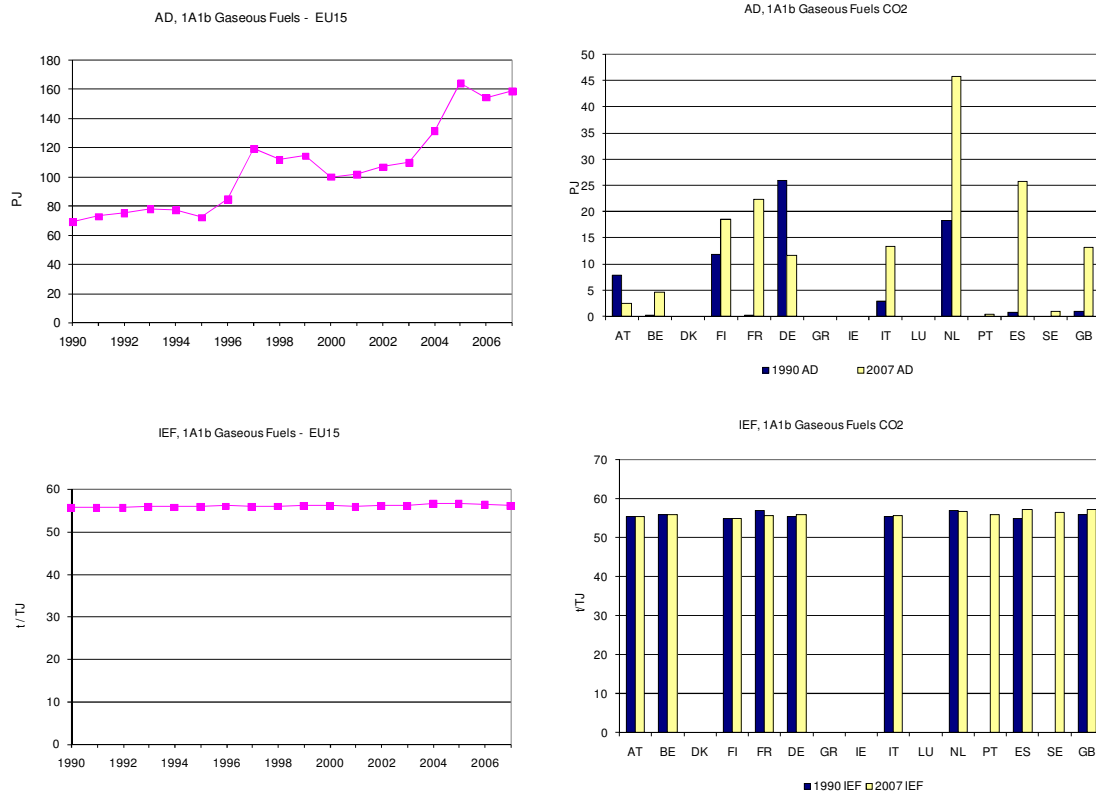 AD, 1A1b Gaseous Fuels - EU15
180
160
140
120
100
80
60
40
20
0
PJ
1990 1992 1994 1996 1998 2000 2002 2004 2006
AD, 1A1b Gaseous Fuels CO2
50
45
40
35
30
25
20
15
10
5
0
PJ
AT BE DK FI FR DE GR IE IT LU NL PT ES SE GB
1990 AD 2007 AD
IEF, 1A1b Gaseous Fuels - EU15
60
50
40
30
20
10
0
t / TJ
1990 1992 1994 1996 1998 2000 2002 2004 2006
IEF, 1A1b Gaseous Fuels CO2
70
60
50
40
30
20
10
0
t/TJ
AT BE DK FI FR DE GR IE IT LU NL PT ES SE GB
1990 IEF 2007 IEF